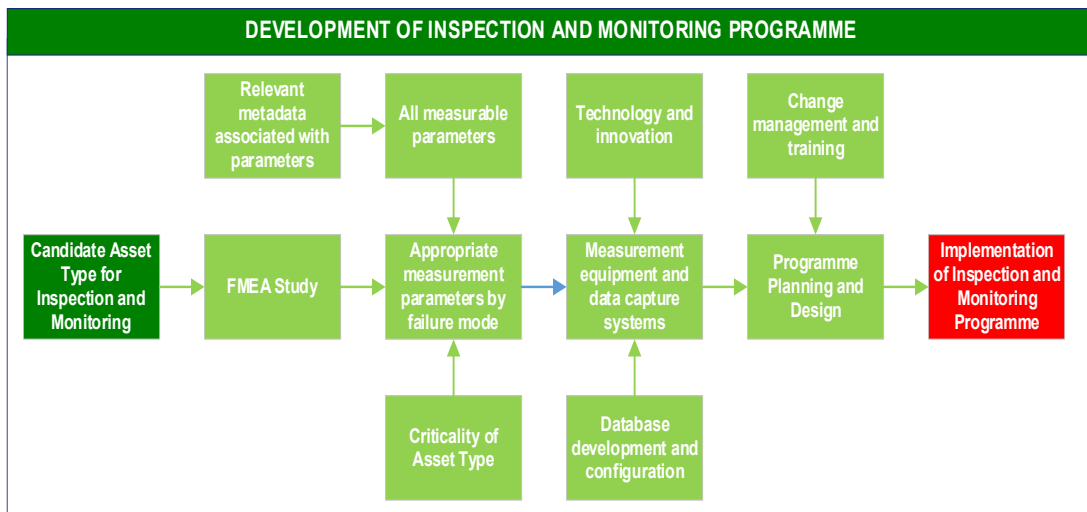 DEVELOPMENT OF INSPECTION AND MONITORING PROGRAMME
Relevant
metadata
associated with
parameters
All measurable
parameters
Technology and
innovation
Change
management and
training
Candidate Asset
Type for
Inspection and
Monitoring
FMEA Study
Appropriate
measurement
parameters by
failure mode
Measurement
equipment and
data capture
systems
Programme
Planning and
Design
Implementation
of Inspection and
Monitoring
Programme
Criticality of
Asset Type
Database
development and
configuration